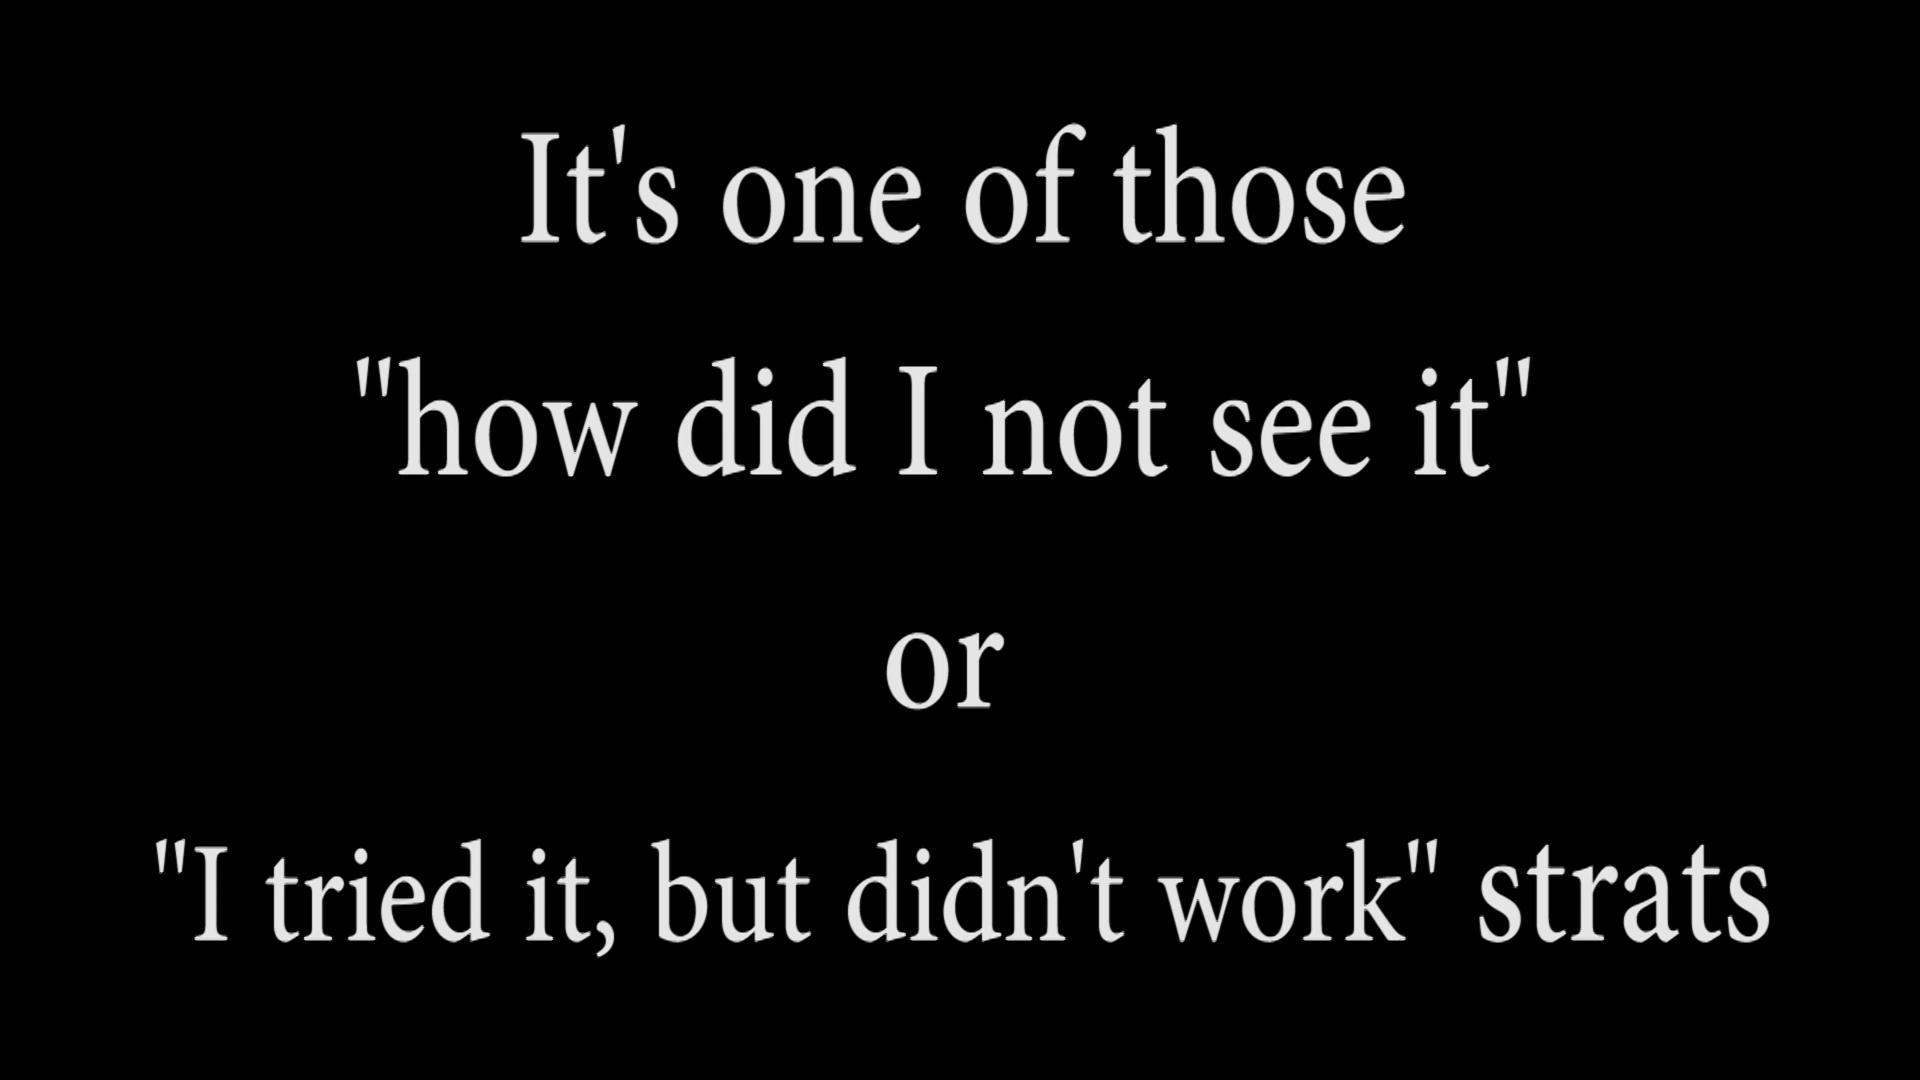 It's one of those
"how did I not see it"
or
"I tried it, but didn't work" strats